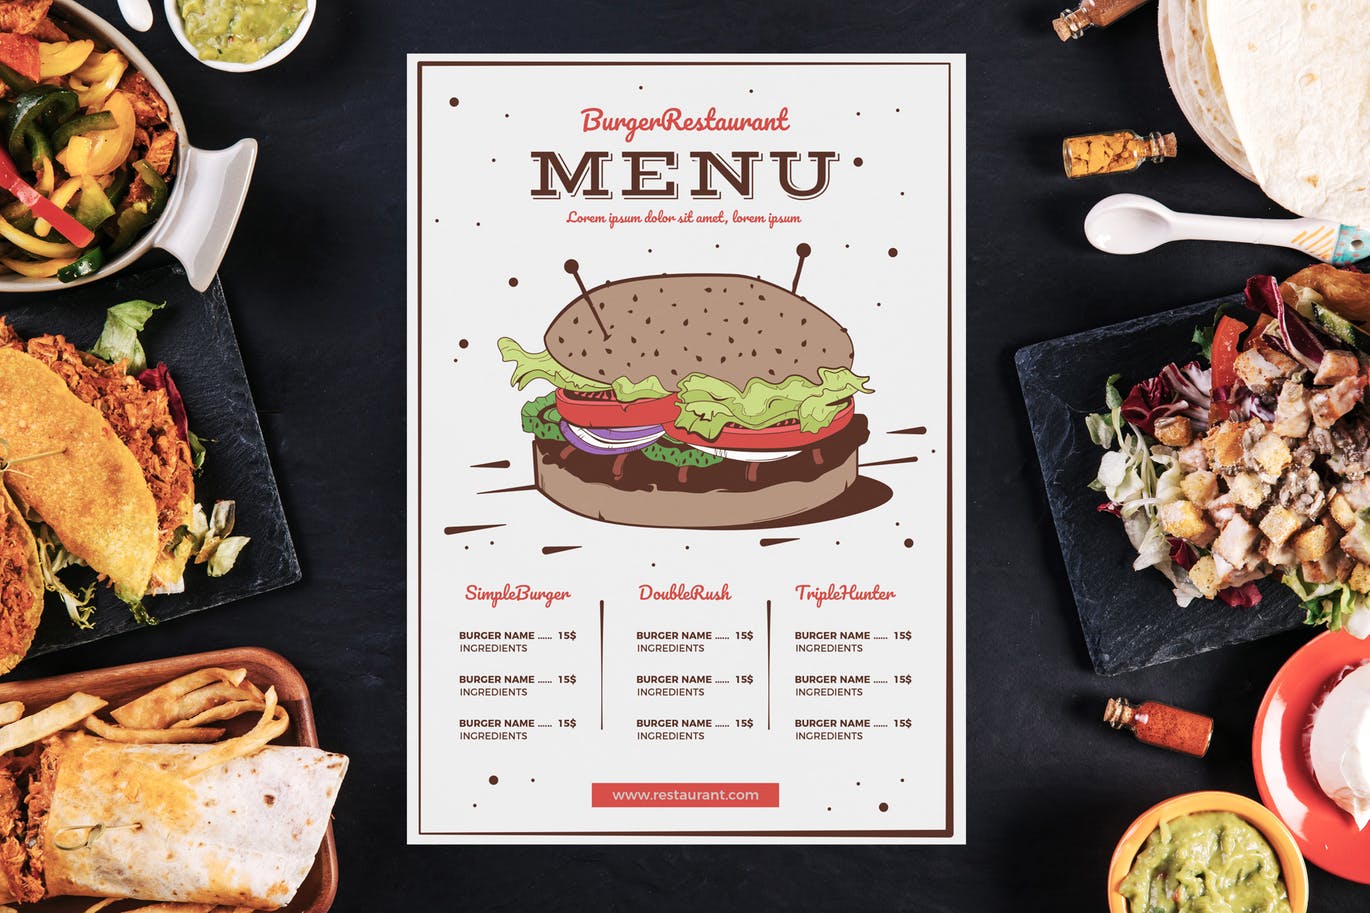 BurgerRestaurant
MENU
Lorem ipsum dolor sit amet, lorem ipsum
SimpleBurger
BURGER NAME ...... 15$
INGREDIENTS
BURGER NAME ...... 15$
INGREDIENTS
BURGER NAME ...... 15$
INGREDIENTS
DoubleRush
BURGER NAME ...... 15$
INGREDIENTS
BURGER NAME ...... 15$
INGREDIENTS
BURGER NAME ...... 15$
INGREDIENTS
TripleHunter
BURGER NAME ...... 15$
INGREDIENTS
BURGER NAME ...... 15$
INGREDIENTS
BURGER NAME ...... 15$
INGREDIENTS
www.restaurant.com